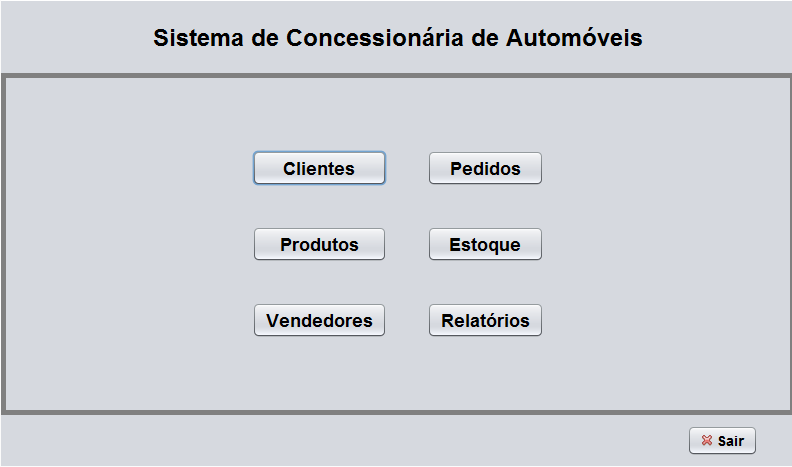 Sistema de Concessionária de Automóveis
Clientes Pedidos
Produtos Estoque
Vendedores Relatórios
Sair